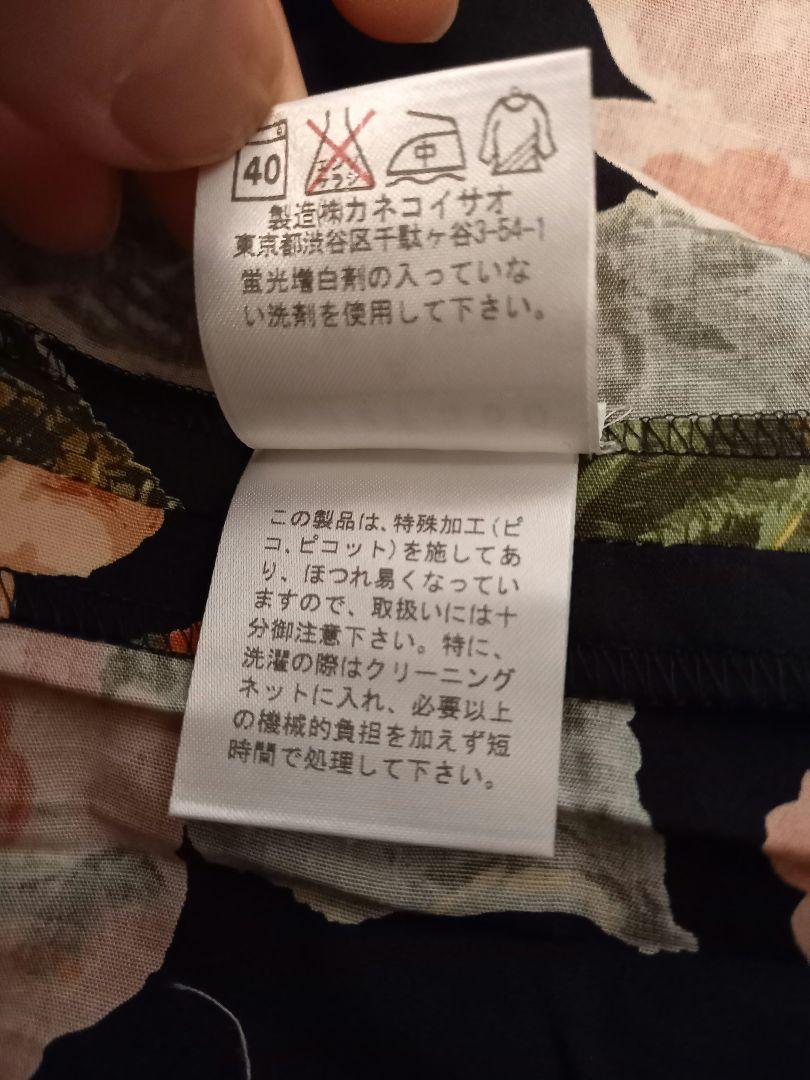 40
エンソ
サラシ
中
製造㈱カネコイサオ
東京都渋谷区千駄ヶ谷3-54-1
蛍光増白剤の入っていな
い洗剤を使用して下さい。
この製品は、特殊加工(ピ
コ、ピコット)を施してあ
り、ほつれ易くなってい
ますので、取扱いには十
分御注意下さい。特に、
洗濯の際はクリーニング
ネットに入れ、必要以上
の機械的負担を加えず短
時間で処理して下さい。